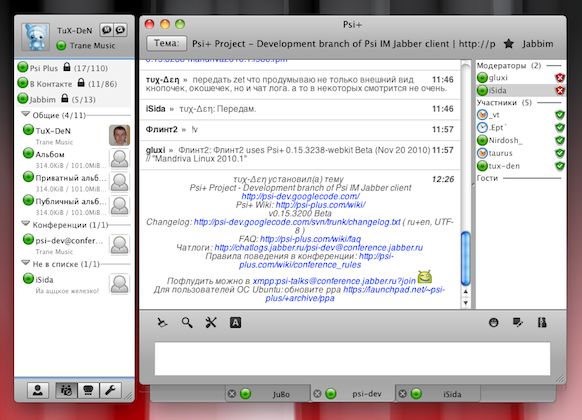 TuX-DeN
Trane Music
Psi Plus (17/110)
В Контакте (11/86)
Jabbim (5/13)
Общие (4/11)
TuX-DeN
Trane Music
Альбом
314.0KiB / 101.0MiB...
Приватный альб...
314.0KiB / 101.0MiB...
Публичный альб...
314.0KiB / 101.0MiB...
Конференции (1/1)
psi-dev@confer...
Trane Music
Не в списке (1/1)
iSida
Йа аццкое железко!
Psi+
Тема:
Psi+ Project - Development branch of Psi IM Jabber client | http://p
Jabbim
тυχ-Δεη » передать zet что продумываю не только внешний вид 11:46
кнопочек, окошечек, но и чат лога. а то в некоторых смотрится не очень.
iSida » тυχ-Δεη: Передам. 11:46
Флинт2 » !v 11:57
gluxi » Флинт2: Флинт2 uses Psi+ 0.15.3238-webkit Beta (Nov 20 2010) 11:57
// "Mandriva Linux 2010.1"
тυχ-Δεη установил(а) тему 12:26
Psi+ Project - Development branch of Psi IM Jabber client
http://psi-dev.googlecode.com/
Psi+ Wiki: http://psi-plus.com/wiki/
v0.15.3200 Beta
Changelog: http://psi-dev.googlecode.com/svn/trunk/changelog.txt ( ru+en, UTF-
8 )
FAQ: http://psi-plus.com/wiki/faq
Чатлоги: http://chatlogs.jabber.ru/psi-dev@conference.jabber.ru
Правила поведения в конференции: http://psi-
plus.com/wiki/conference_rules
Пофлудить можно в xmpp:psi-talks@conference.jabber.ru?join
Для пользователей ОС Ubuntu: обновите ppa https://launchpad.net/~psi-
plus/+archive/ppa
Модераторы (2)
gluxi
iSida
Участники (5)
_vt
.Ept`
Nirdosh_
taurus
tux-den
Гости
A
JuBo
psi-dev
iSida